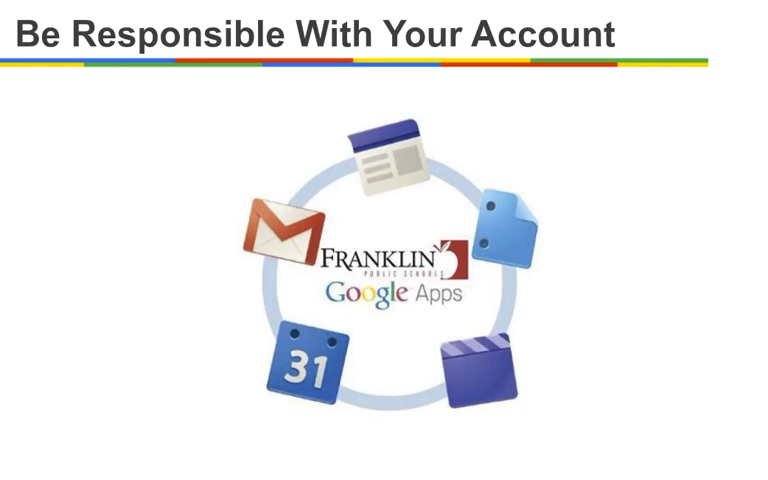 Be Responsible With Your Account
FRANKLIN
PUBLIC SCHOOLS
Google Apps
31